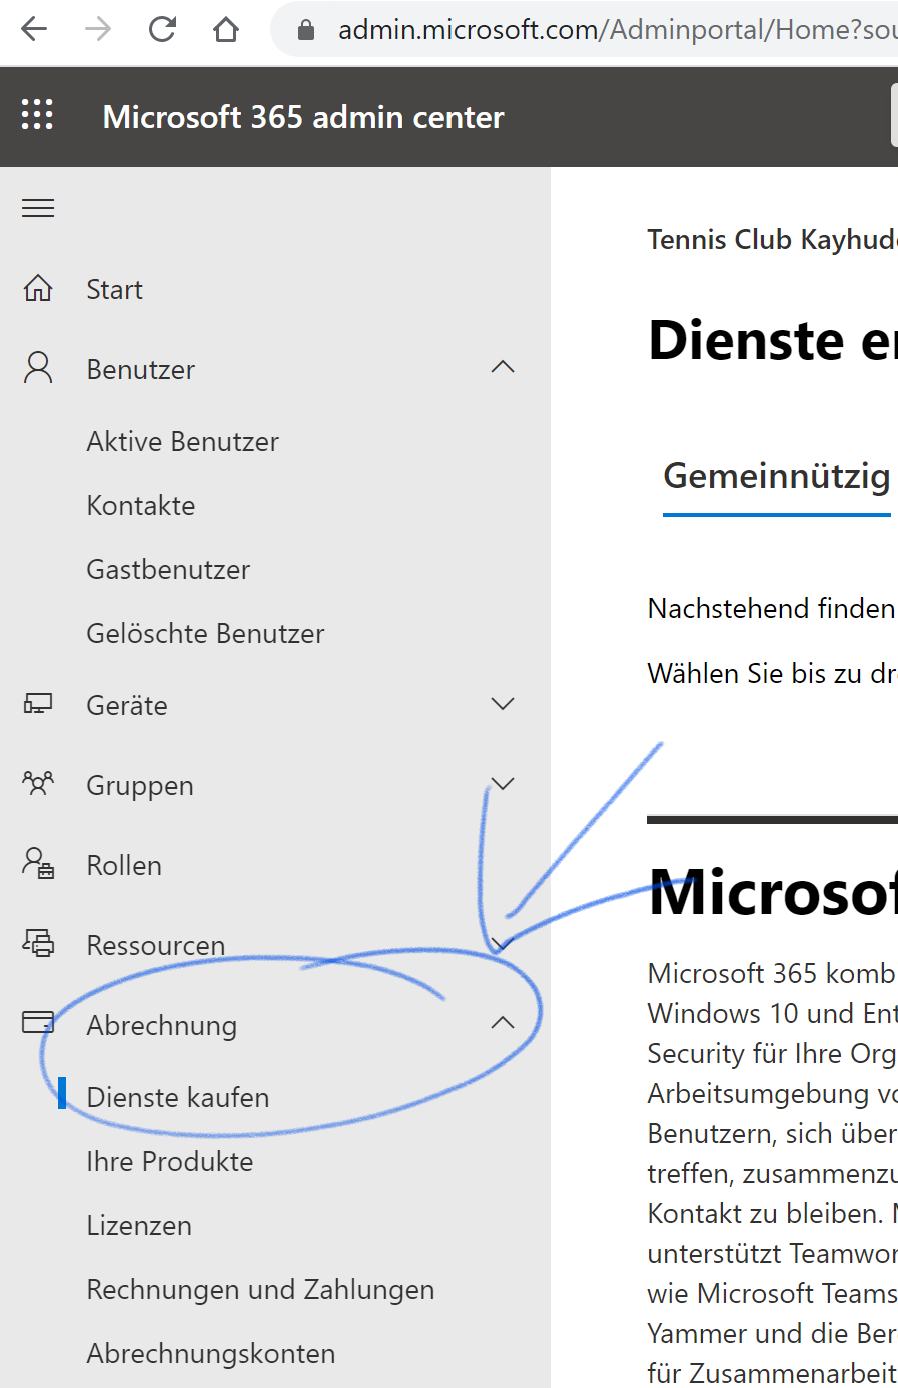 admin.microsoft.com/Adminportal/Home?sou
Microsoft 365 admin center
Start
Benutzer
Aktive Benutzer
Kontakte
Gastbenutzer
Gelöschte Benutzer
Geräte
Gruppen
Rollen
Ressourcen
Abrechnung
Dienste kaufen
Ihre Produkte
Lizenzen
Rechnungen und Zahlungen
Abrechnungskonten
Tennis Club Kayhud
Dienste e
Gemeinnützig
Nachstehend finden
Wählen Sie bis zu dr
Microsof
Microsoft 365 komb
Windows 10 und Ent
Security für Ihre Org
Arbeitsumgebung vo
Benutzern, sich über
treffen, zusammenzu
Kontakt zu bleiben.
unterstützt Teamwor
wie Microsoft Teams
Yammer und die Ber
für Zusammenarbeit